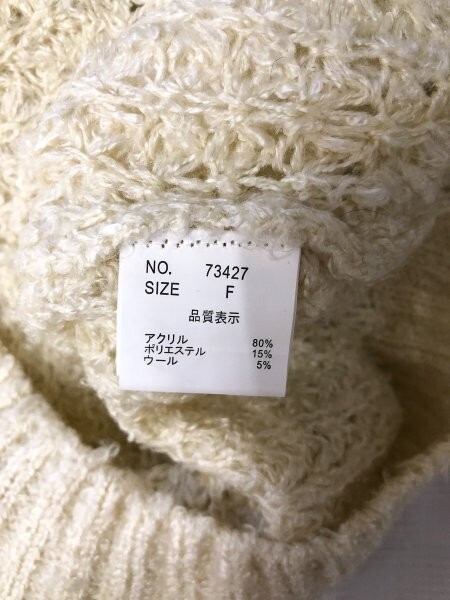 NO. 73427
SIZE F
品質表示
アクリル 80%
ポリエステル 15%
ウール 5%